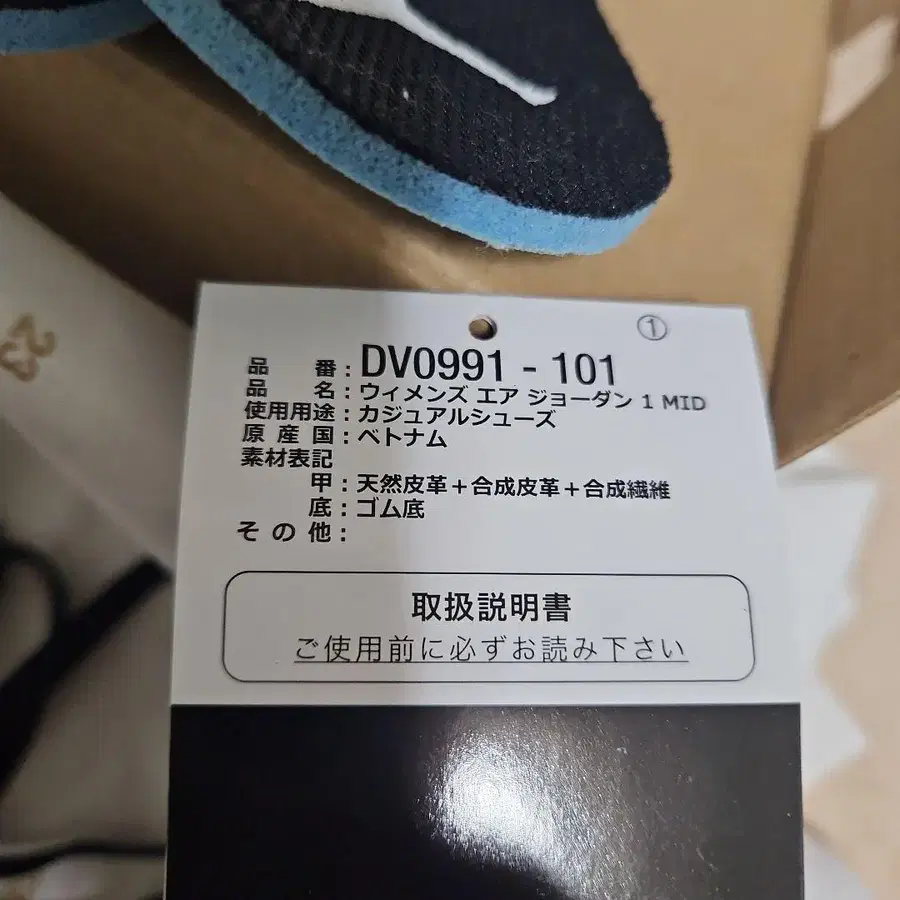 ①
品番：DV0991 - 101
品名：ウィメンズ エア ジョーダン 1 MID
使用用途：カジュアルシューズ
原産国：ベトナム
素材表記
甲：天然皮革＋合成皮革＋合成繊維
底：ゴム底
その他：
取扱説明書
ご使用前に必ずお読み下さい